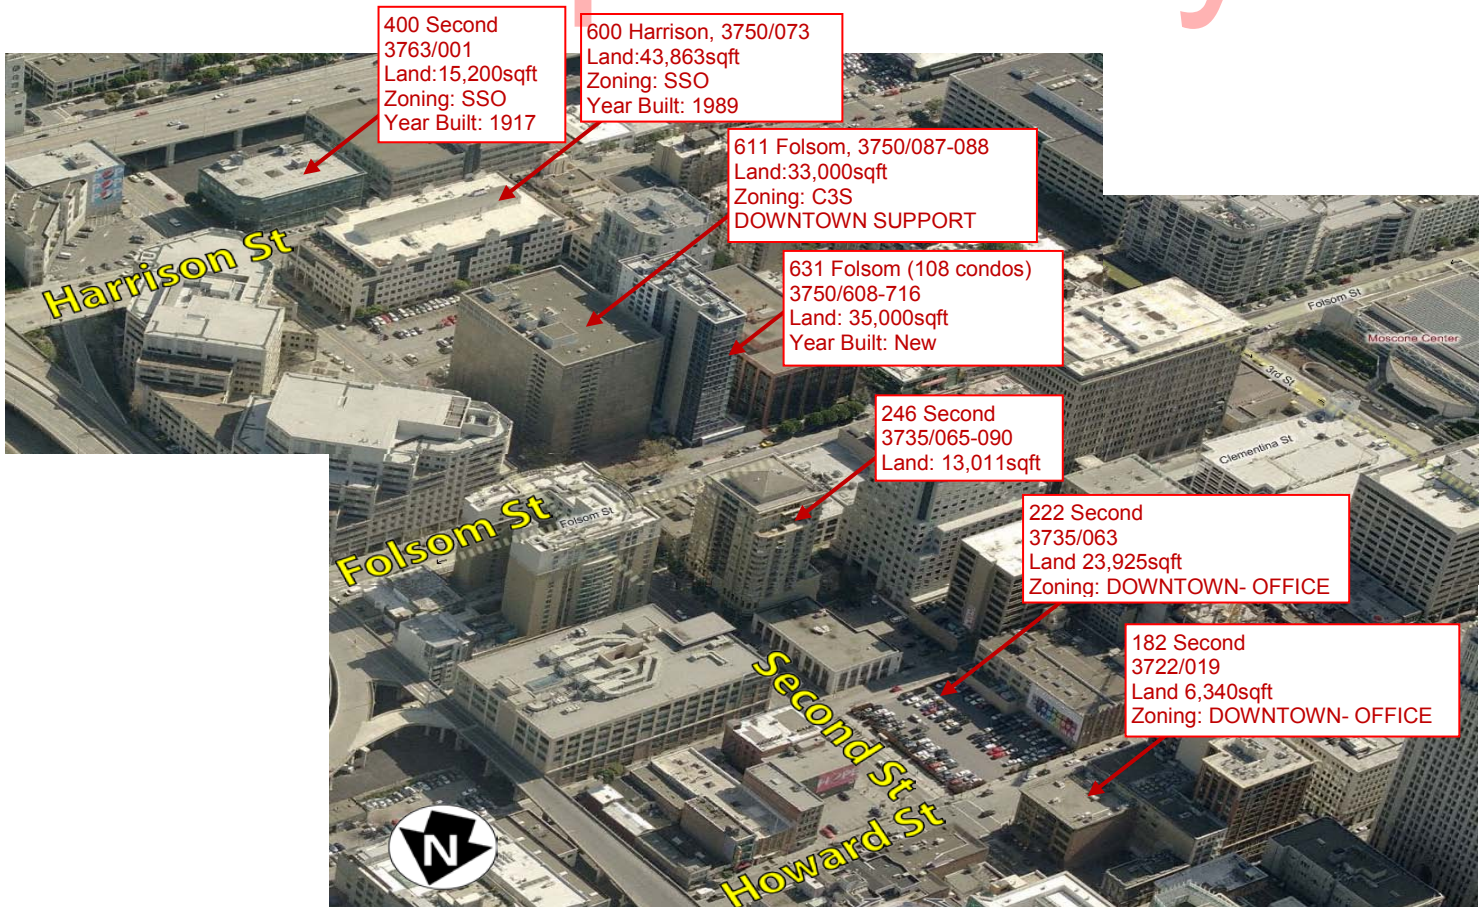 400 Second
3763/001
Land:15,200sqft
Zoning: SSO
Year Built: 1917
600 Harrison, 3750/073
Land:43,863sqft
Zoning: SSO
Year Built: 1989
611 Folsom, 3750/087-088
Land:33,000sqft
Zoning: C3S
DOWNTOWN SUPPORT
631 Folsom (108 condos)
3750/608-716
Land: 35,000sqft
Year Built: New
Harrison St
Folsom St
Moscone Center
3rd St
246 Second
3735/065-090
Land: 13,011sqft
Clementina St
Folsom St
Folsom St
222 Second
3735/063
Land 23,925sqft
Zoning: DOWNTOWN- OFFICE
182 Second
3722/019
Land 6,340sqft
Zoning: DOWNTOWN- OFFICE
Second St
Howard St
N